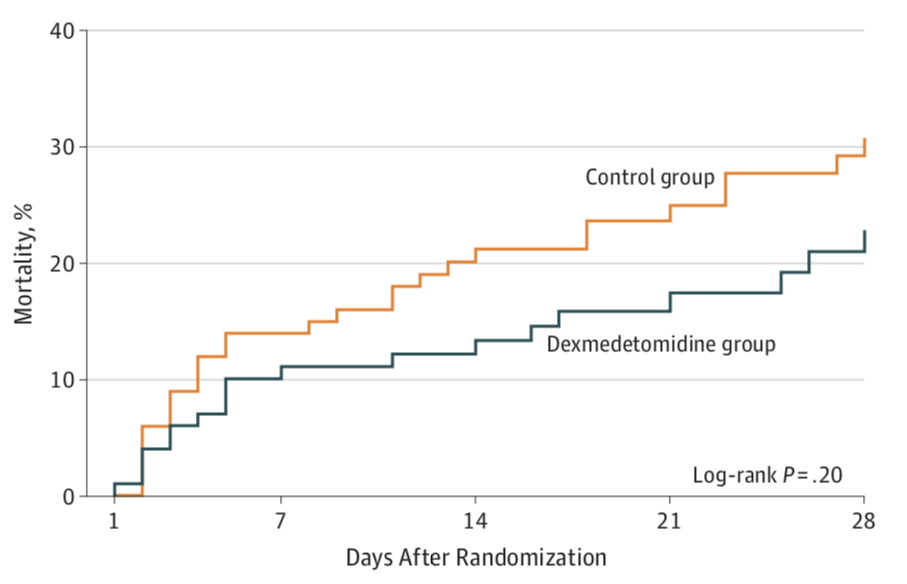 40
30
20
10
0
Mortality, %
Control group
Dexmedetomidine group
Log-rank P = .20
1 7 14 21 28
Days After Randomization